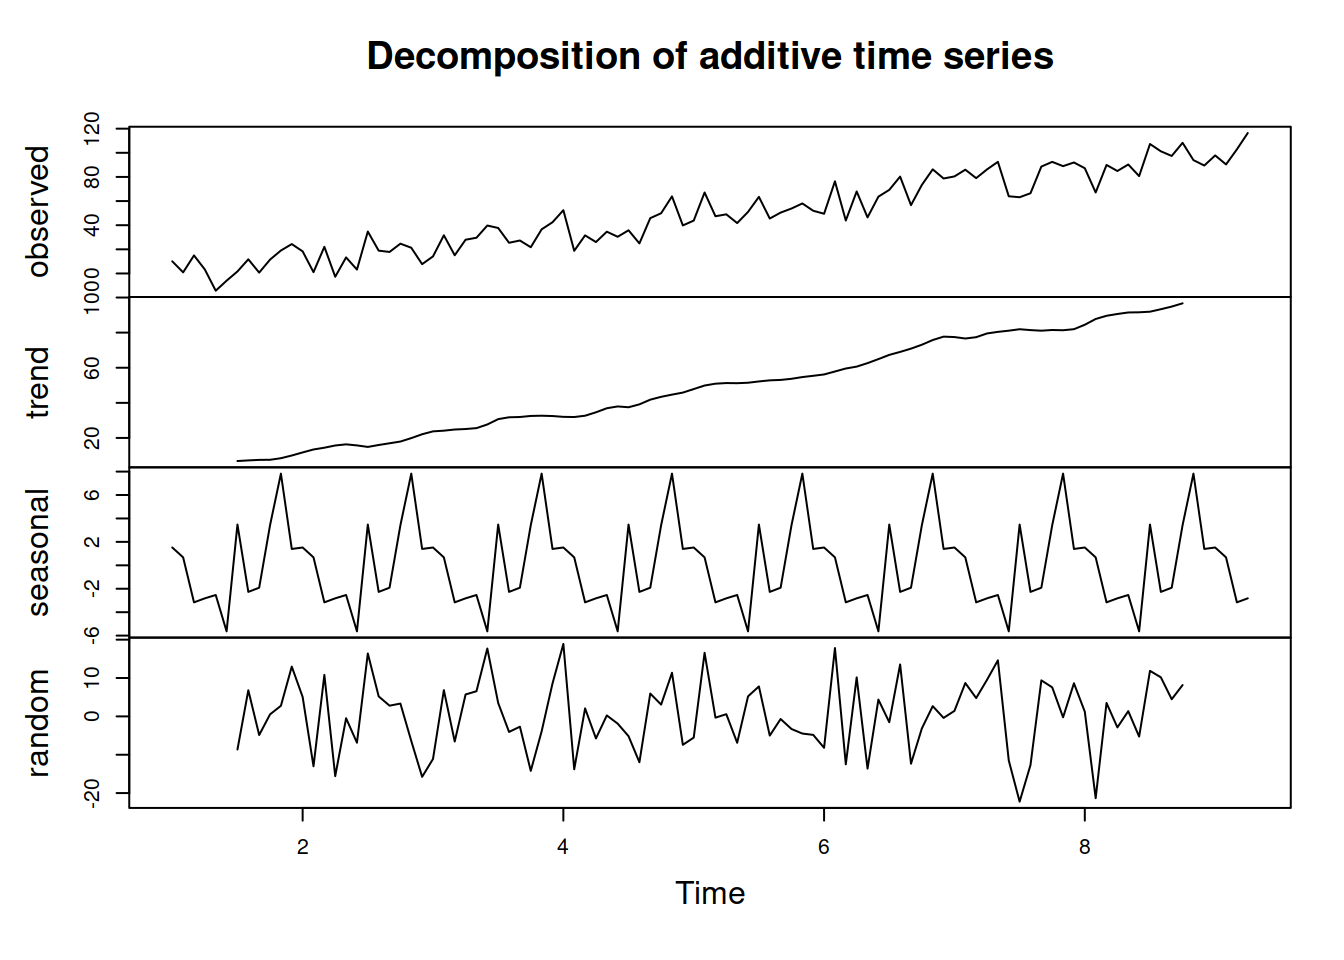 Decomposition of additive time series
observed
0 40 80 120
trend
20 60 100
seasonal
-6 -2 2 6
random
-20 0 10
2 4 6 8
Time